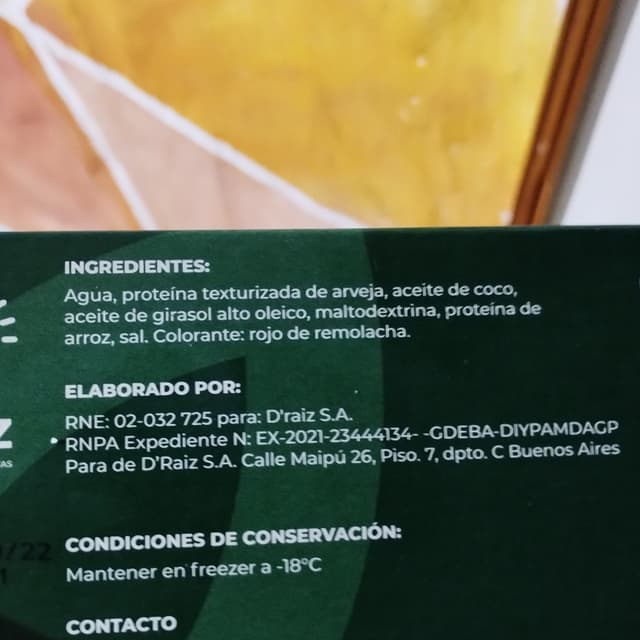 INGREDIENTES:
Agua, proteína texturizada de arveja, aceite de coco,
aceite de girasol alto oleico, maltodextrina, proteína de
arroz, sal. Colorante: rojo de remolacha.
ELABORADO POR:
RNE: 02-032 725 para: D'raiz S.A.
RNPA Expediente N: EX-2021-23444134- -GDEBA-DIYPAMDAGP
Para de D'Raiz S.A. Calle Maipú 26, Piso. 7, dpto. C Buenos Aires
CONDICIONES DE CONSERVACIÓN:
Mantener en freezer a -18°C
CONTACTO